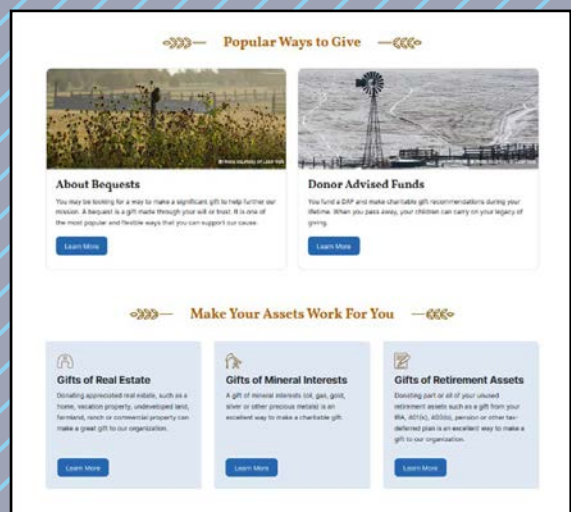 Popular Ways to Give
About Bequests
You may be looking for a way to make a significant gift to help further our
mission. A bequest is a gift made through your will or trust. It is one of
the most popular and flexible ways that you can support our cause.
Learn More
Donor Advised Funds
You fund a DAF and make charitable gift recommendations during your
lifetime. When you pass away, your children can carry on your legacy of
giving.
Learn More
Make Your Assets Work For You
Gifts of Real Estate
Donating appreciated real estate, such as a
home, vacation property, undeveloped land,
farmland, ranch or commercial property can
make a great gift to our organization.
Learn More
Gifts of Mineral Interests
A gift of mineral interests (oil, gas, gold,
silver or other precious metals) is an
excellent way to make a charitable gift.
Learn More
Gifts of Retirement Assets
Donating part or all of your unused
retirement assets such as a gift from your
IRA, 401(k), 403(b), pension or other tax-
deferred plan is an excellent way to make a
gift to our organization.
Learn More